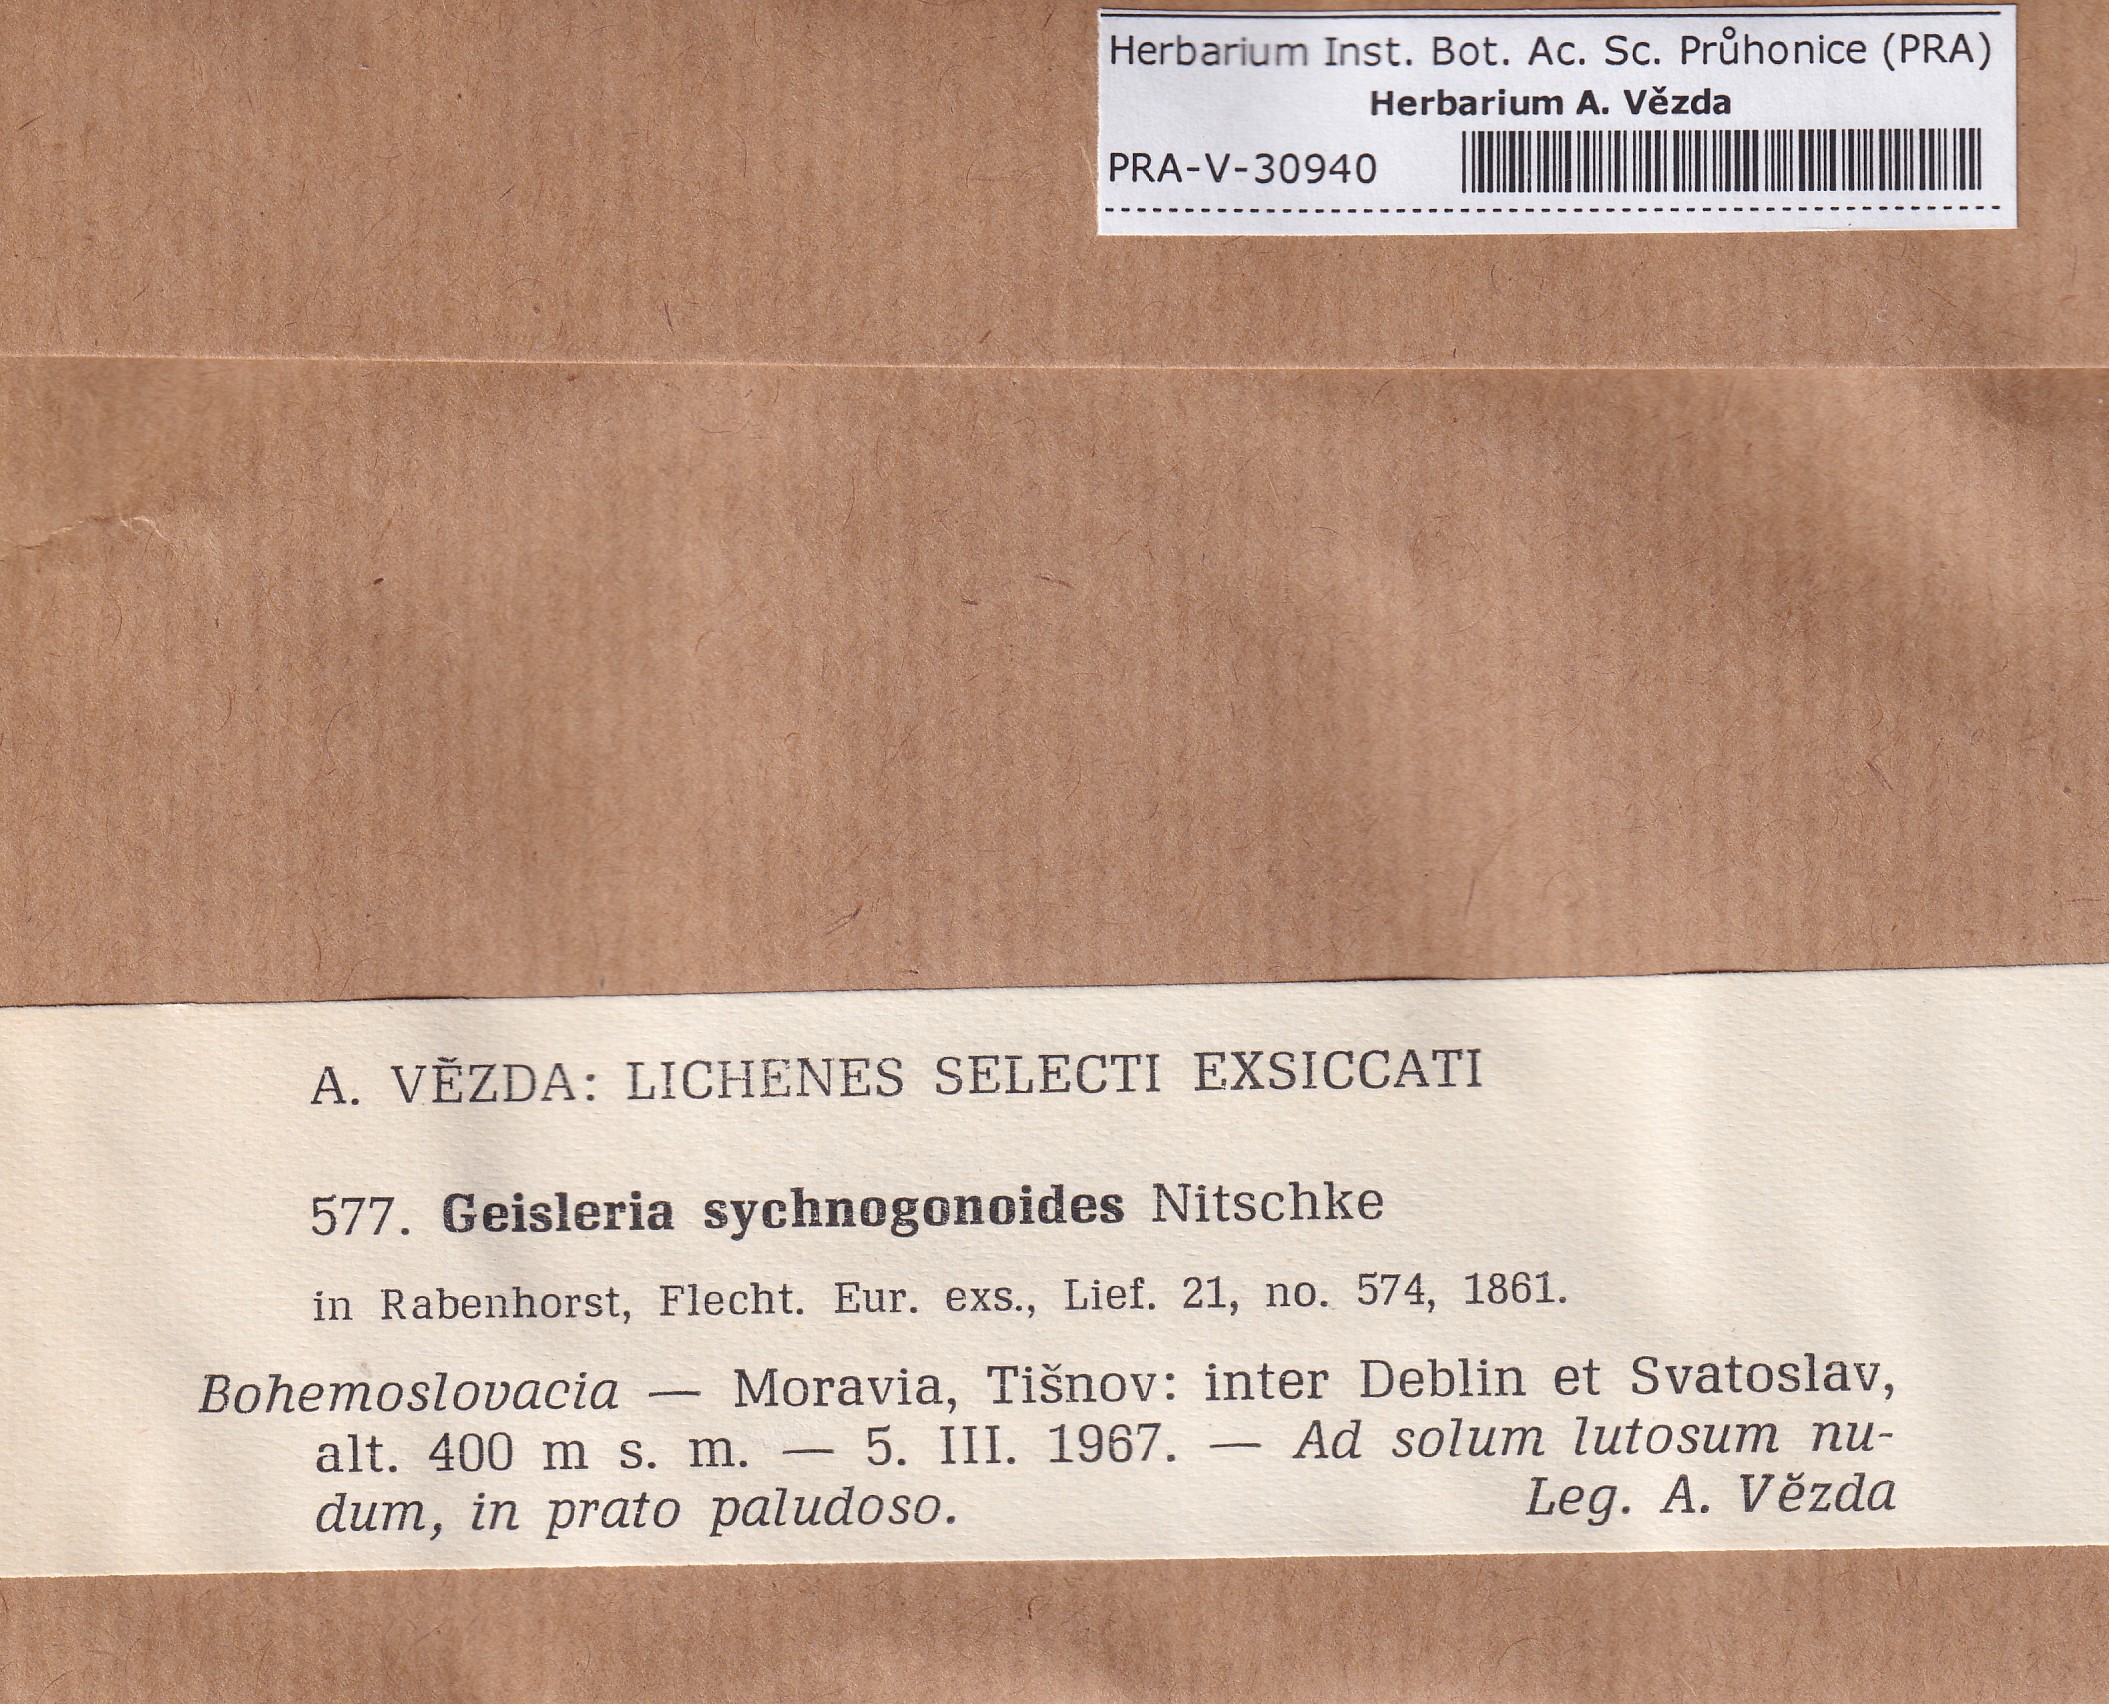 Herbarium Inst. Bot. Ac. Sc. Průhonice (PRA)
Herbarium A. Vězda
PRA-V-30940
A. VĚZDA: LICHENES SELECTI EXSICCATI
577. Geisleria sychnogonoides Nitschke
in Rabenhorst, Flecht. Eur. exs., Lief. 21, no. 574, 1861.
Bohemoslovacia — Moravia, Tišnov: inter Deblin et Svatoslav,
alt. 400 m s. m. — 5. III. 1967. — Ad solum lutosum nu-
dum, in prato paludoso. Leg. A. Vězda